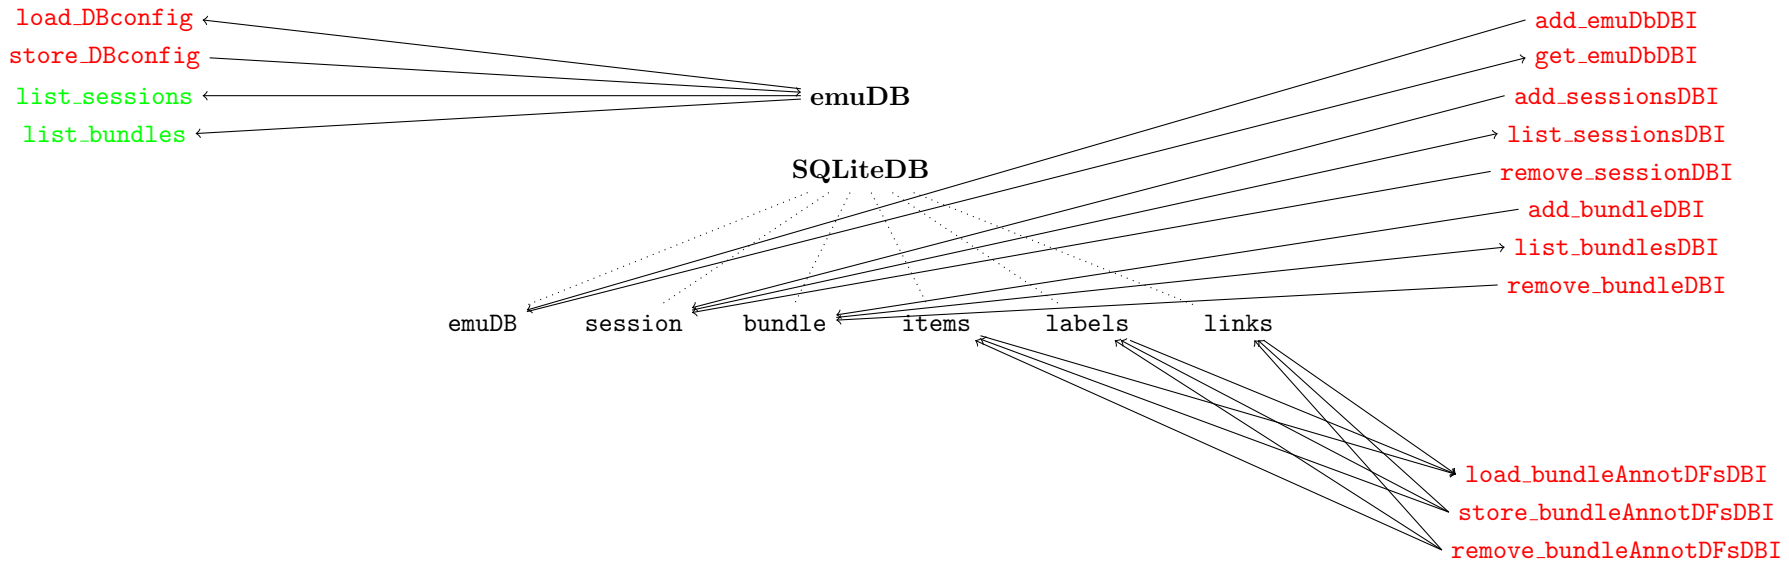 load_DBconfig
store_DBconfig
list_sessions
list_bundles
emuDB
SQLiteDB
emuDB session bundle items labels links
add_emuDbDBI
get_emuDbDBI
add_sessionsDBI
list_sessionsDBI
remove_sessionDBI
add_bundleDBI
list_bundlesDBI
remove_bundleDBI
load_bundleAnnotDFsDBI
store_bundleAnnotDFsDBI
remove_bundleAnnotDFsDBI